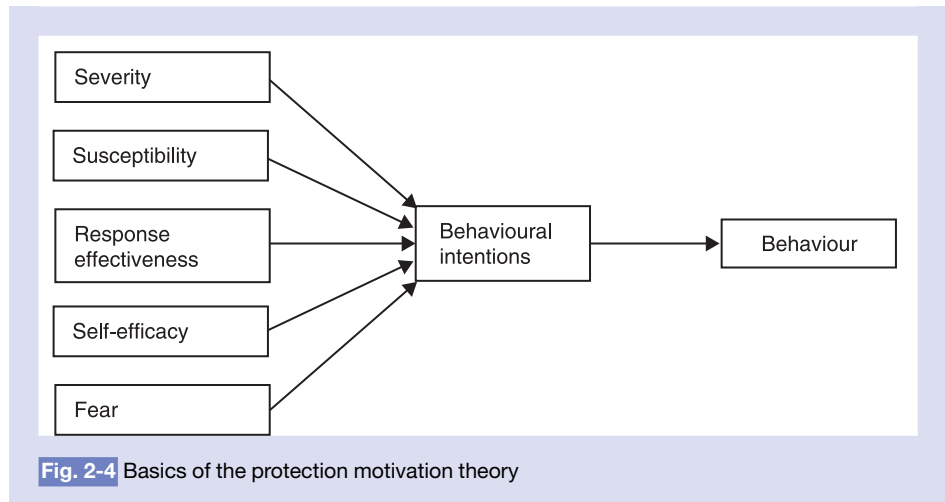 Severity
Susceptibility
Response
effectiveness
Self-efficacy
Fear
Behavioural
intentions
Behaviour
Fig. 2-4 Basics of the protection motivation theory